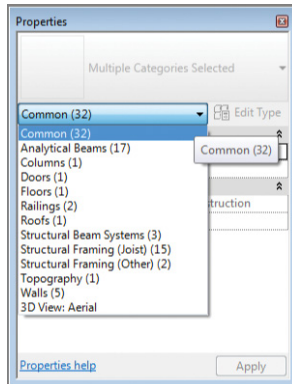 Properties
Multiple Categories Selected
Common (32)
Edit Type
Common (32)
Analytical Beams (17)
Common (32)
Columns (1)
Doors (1)
Floors (1)
Railings (2)
struction
Roofs (1)
Structural Beam Systems (3)
Structural Framing (Joist) (15)
Structural Framing (Other) (2)
Topography (1)
Walls (5)
3D View: Aerial
Properties help
Apply